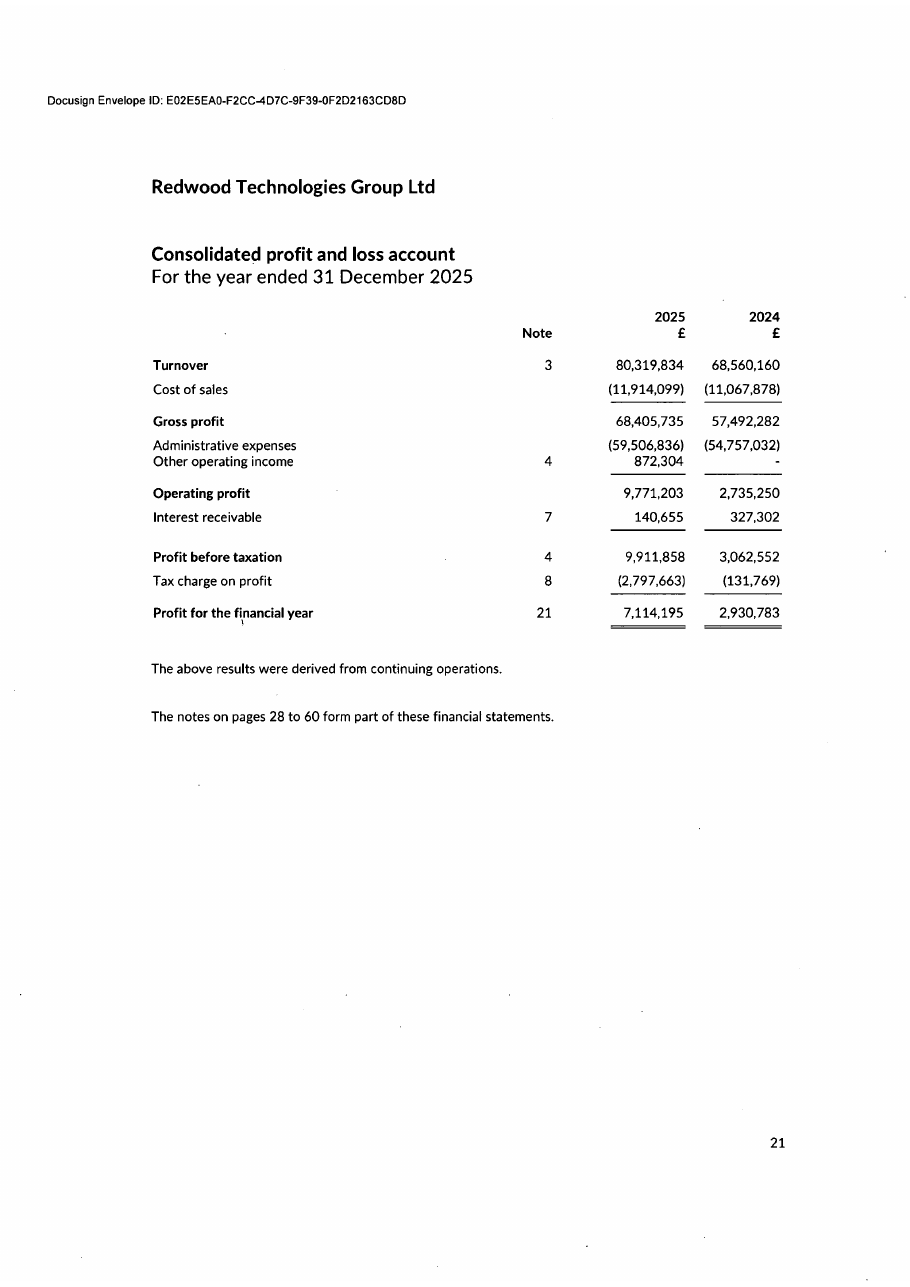 Docusign Envelope ID: E02E5EA0-F2CC-4D7C-9F39-0F2D2163CD8D
Redwood Technologies Group Ltd
Consolidated profit and loss account
For the year ended 31 December 2025
2025 2024
Note £ £
Turnover 3 80,319,834 68,560,160
Cost of sales (11,914,099) (11,067,878)
Gross profit 68,405,735 57,492,282
Administrative expenses (59,506,836) (54,757,032)
Other operating income 4 872,304 -
Operating profit 9,771,203 2,735,250
Interest receivable 7 140,655 327,302
Profit before taxation 4 9,911,858 3,062,552
Tax charge on profit 8 (2,797,663) (131,769)
Profit for the financial year 21 7,114,195 2,930,783
The above results were derived from continuing operations.
The notes on pages 28 to 60 form part of these financial statements.
21